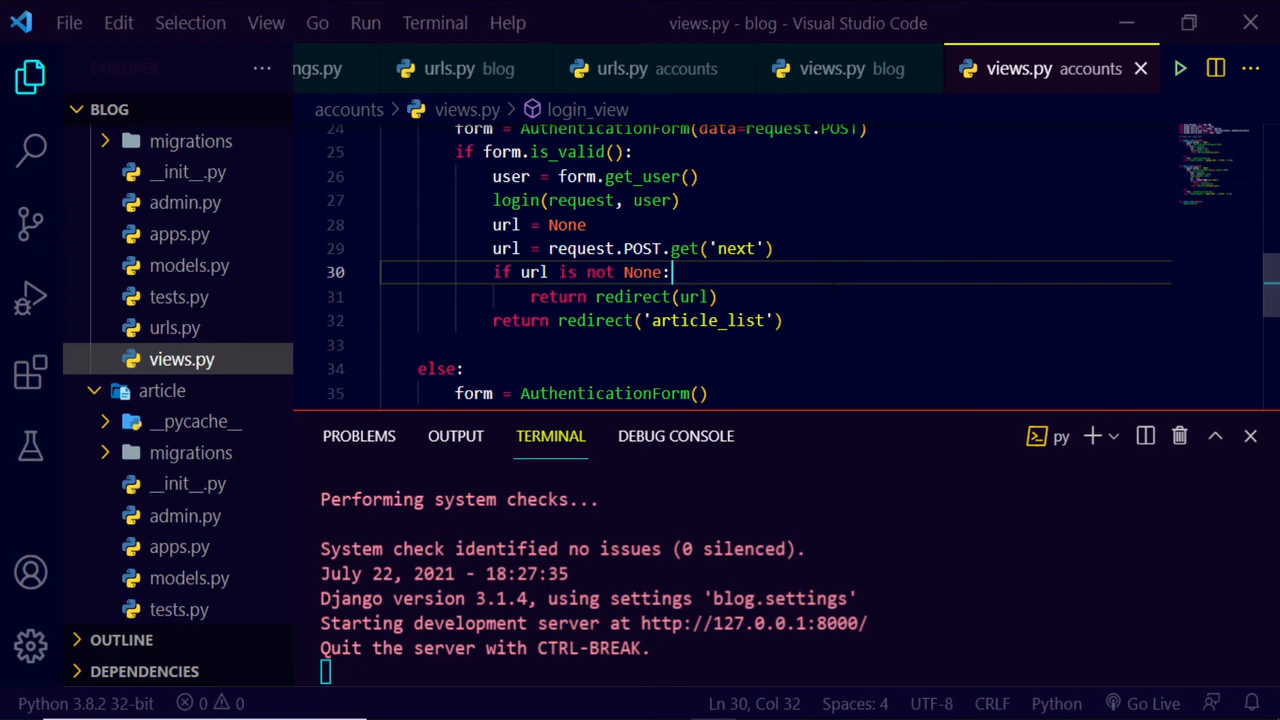 File Edit Selection View Go Run Terminal Help views.py - blog - Visual Studio Code
EXPLORER ngs.py urls.py blog urls.py accounts views.py blog views.py accounts
BLOG
migrations
__init__.py
admin.py
apps.py
models.py
tests.py
urls.py
views.py
article
__pycache__
migrations
__init__.py
admin.py
apps.py
models.py
tests.py
OUTLINE
DEPENDENCIES
accounts > views.py > login_view
24 form = AuthenticationForm(data=request.POST)
25 if form.is_valid():
26 user = form.get_user()
27 login(request, user)
28 url = None
29 url = request.POST.get('next')
30 if url is not None:
31 return redirect(url)
32 return redirect('article_list')
33
34 else:
35 form = AuthenticationForm()
PROBLEMS OUTPUT TERMINAL DEBUG CONSOLE py
Performing system checks...
System check identified no issues (0 silenced).
July 22, 2021 - 18:27:35
Django version 3.1.4, using settings 'blog.settings'
Starting development server at http://127.0.0.1:8000/
Quit the server with CTRL-BREAK.
Python 3.8.2 32-bit 0 0 Ln 30, Col 32 Spaces: 4 UTF-8 CRLF Python Go Live